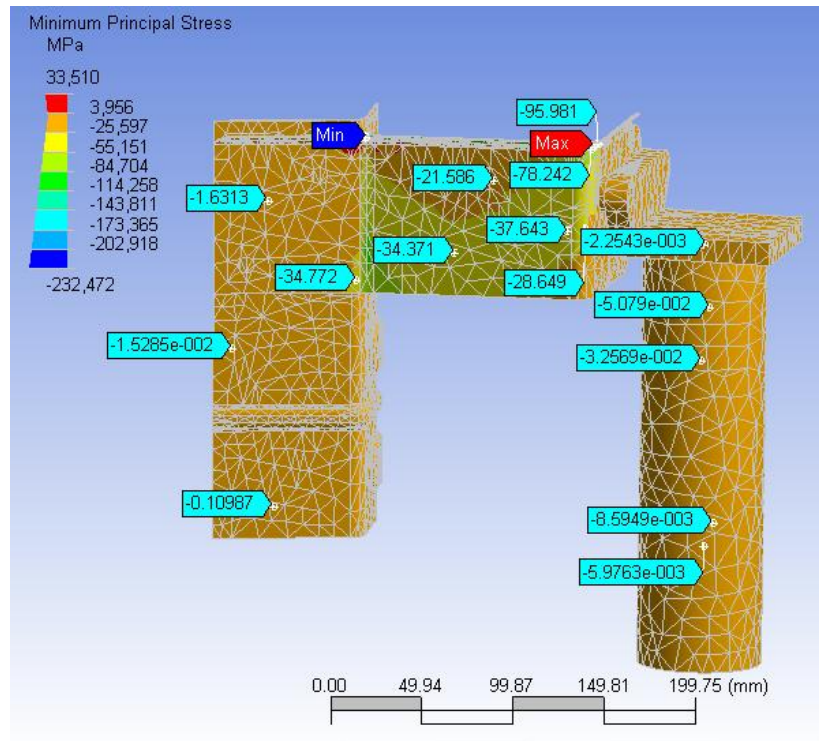 Minimum Principal Stress
MPa
33,510
3,956
-25,597
-55,151
-84,704
-114,258
-143,811
-173,365
-202,918
-232,472
-95.981
Min
Max
-21.586
-78.242
-1.6313
-37.643
-2.2543e-003
-34.371
-34.772
-28.649
-5.079e-002
-1.5285e-002
-3.2569e-002
-0.10987
-8.5949e-003
-5.9763e-003
0.00 49.94 99.87 149.81 199.75 (mm)